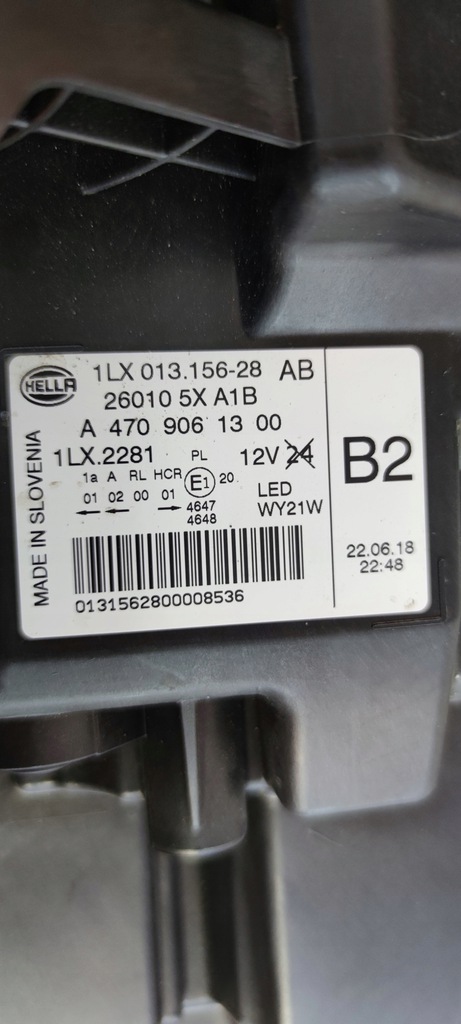 HELLA
1LX 013.156-28 AB
26010 5X A1B
A 470 906 13 00
1LX.2281 PL 12V 24
1a A RL HCR E1 20 LED
01 02 00 01 4647 WY21W
← ← → 4648
MADE IN SLOVENIA
0131562800008536
B2
22.06.18
22:48